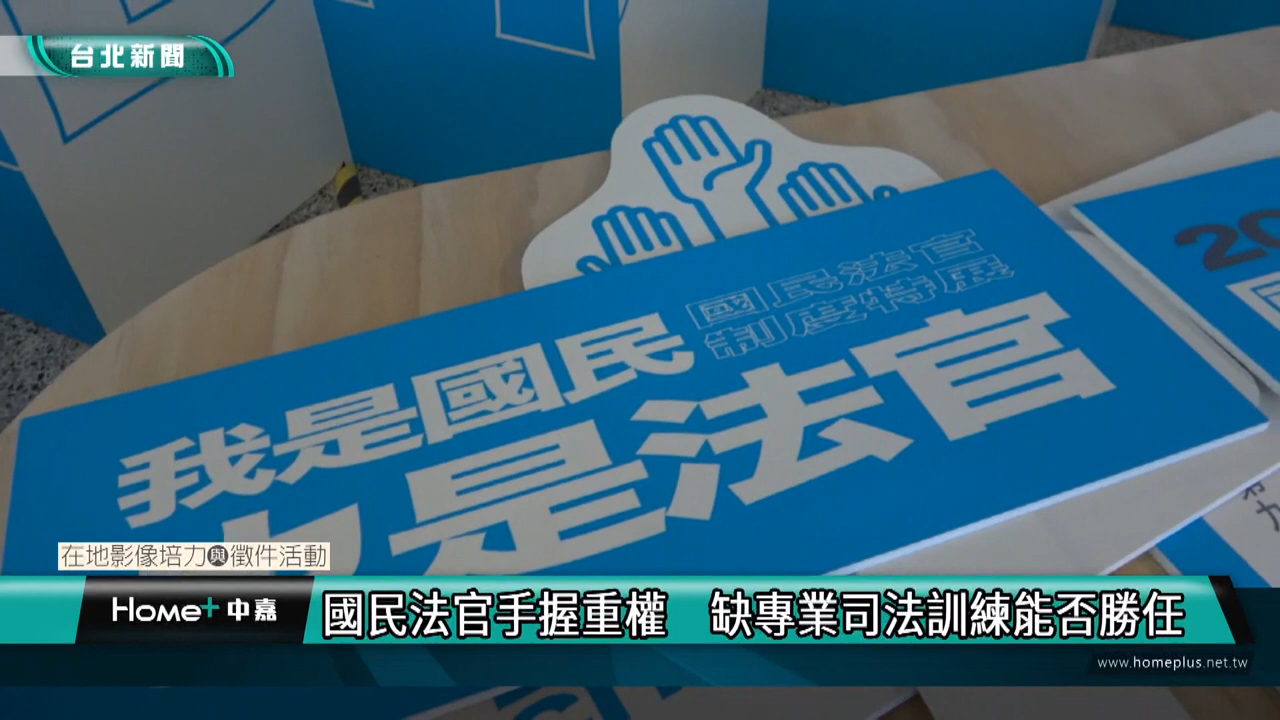 台北新聞
國民法官
制度特展
我是國民
是法官
20
在地影像培力與徵件活動
Home+中嘉
國民法官手握重權 缺專業司法訓練能否勝任
www.homeplus.net.tw